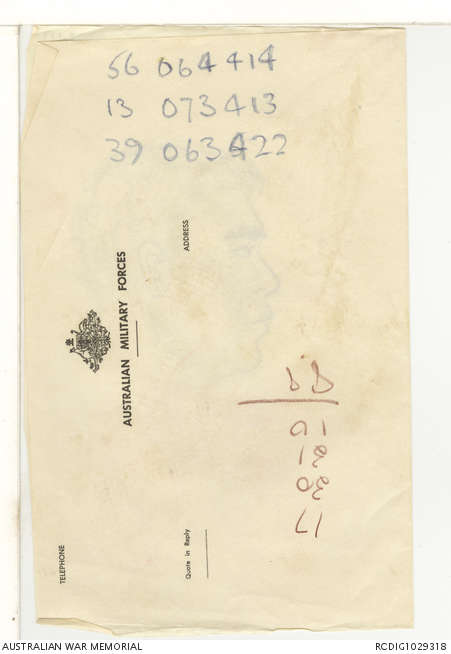 56 064414
13 073413
39 063422
AUSTRALIAN MILITARY FORCES
ADDRESS
TELEPHONE
Quote in Reply
AUSTRALIAN WAR MEMORIAL
RCDIG1029318